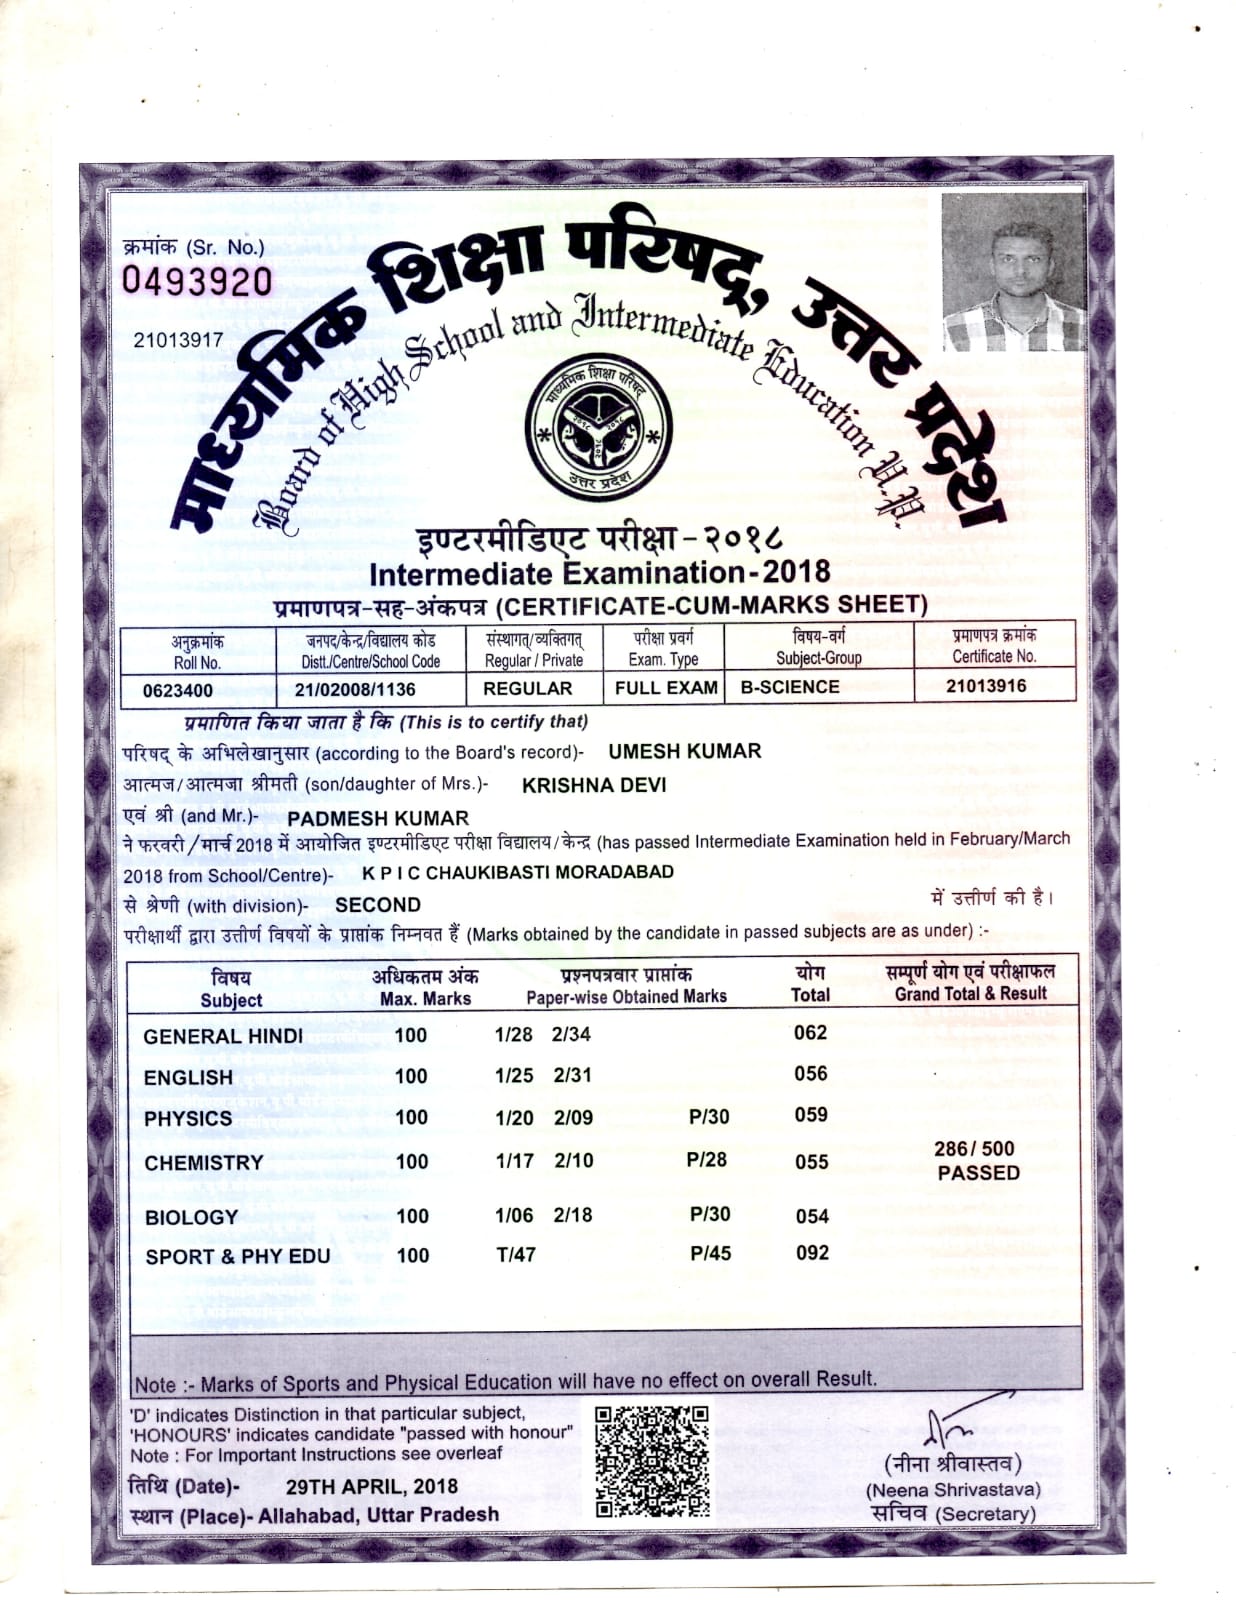 क्रमांक (Sr. No.)
0493920
21013917
माध्यमिक शिक्षा परिषद्, उत्तर प्रदेश
Board of High School and Intermediate Education U.P.
माध्यमिक शिक्षा परिषद्
२०१८ २०१८
२०१८
उत्तर प्रदेश
इण्टरमीडिएट परीक्षा - २०१८
Intermediate Examination - 2018
प्रमाणपत्र-सह-अंकपत्र (CERTIFICATE-CUM-MARKS SHEET)
अनुक्रमांक जनपद/केन्द्र/विद्यालय कोड संस्थागत्/व्यक्तिगत् परीक्षा प्रवर्ग विषय-वर्ग प्रमाणपत्र क्रमांक
Roll No. Distt./Centre/School Code Regular / Private Exam. Type Subject-Group Certificate No.
0623400 21/02008/1136 REGULAR FULL EXAM B-SCIENCE 21013916
प्रमाणित किया जाता है कि (This is to certify that)
परिषद् के अभिलेखानुसार (according to the Board's record)- UMESH KUMAR
आत्मज/आत्मजा श्रीमती (son/daughter of Mrs.)- KRISHNA DEVI
एवं श्री (and Mr.)- PADMESH KUMAR
ने फरवरी/मार्च 2018 में आयोजित इण्टरमीडिएट परीक्षा विद्यालय/केन्द्र (has passed Intermediate Examination held in February/March
2018 from School/Centre)- K P I C CHAUKIBASTI MORADABAD
से श्रेणी (with division)- SECOND में उत्तीर्ण की है।
परीक्षार्थी द्वारा उत्तीर्ण विषयों के प्राप्तांक निम्नवत हैं (Marks obtained by the candidate in passed subjects are as under) :-
विषय अधिकतम अंक प्रश्नपत्रवार प्राप्तांक योग सम्पूर्ण योग एवं परीक्षाफल
Subject Max. Marks Paper-wise Obtained Marks Total Grand Total & Result
GENERAL HINDI 100 1/28 2/34 062
ENGLISH 100 1/25 2/31 056
PHYSICS 100 1/20 2/09 P/30 059
CHEMISTRY 100 1/17 2/10 P/28 055 286/ 500
PASSED
BIOLOGY 100 1/06 2/18 P/30 054
SPORT & PHY EDU 100 T/47 P/45 092
Note :- Marks of Sports and Physical Education will have no effect on overall Result.
'D' indicates Distinction in that particular subject,
'HONOURS' indicates candidate "passed with honour"
Note : For Important Instructions see overleaf
तिथि (Date)- 29TH APRIL, 2018
स्थान (Place)- Allahabad, Uttar Pradesh
(नीना श्रीवास्तव)
(Neena Shrivastava)
सचिव (Secretary)